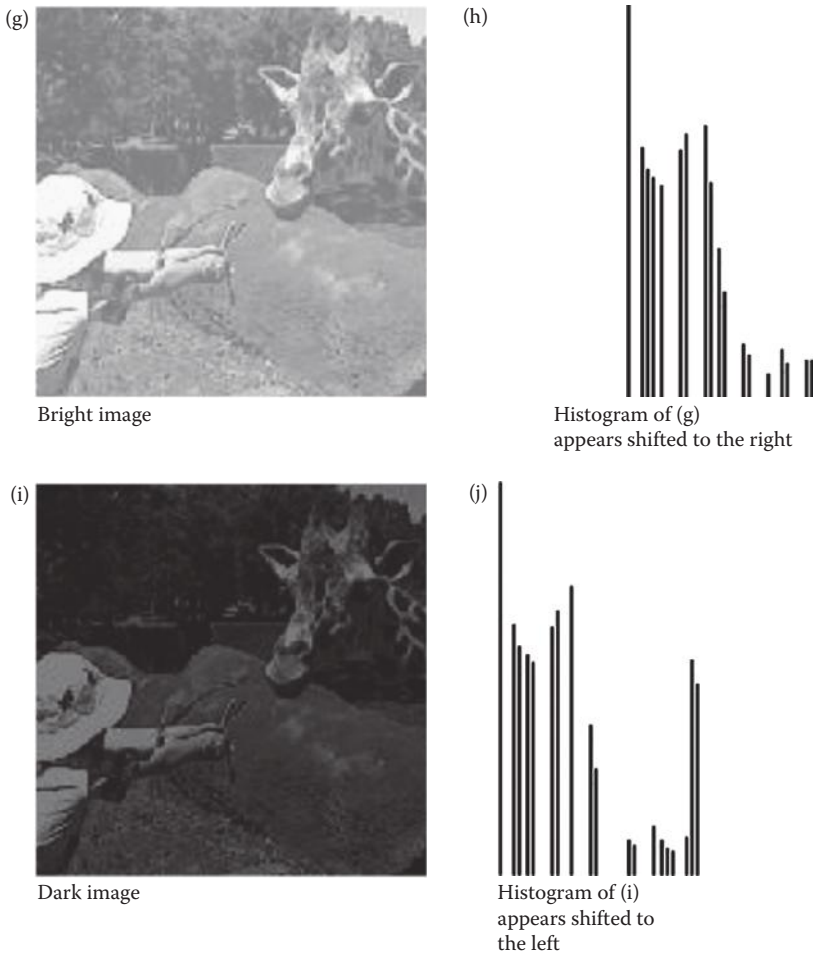 (g)
(h)
Bright image
Histogram of (g)
appears shifted to the right
(i)
(j)
Dark image
Histogram of (i)
appears shifted to
the left